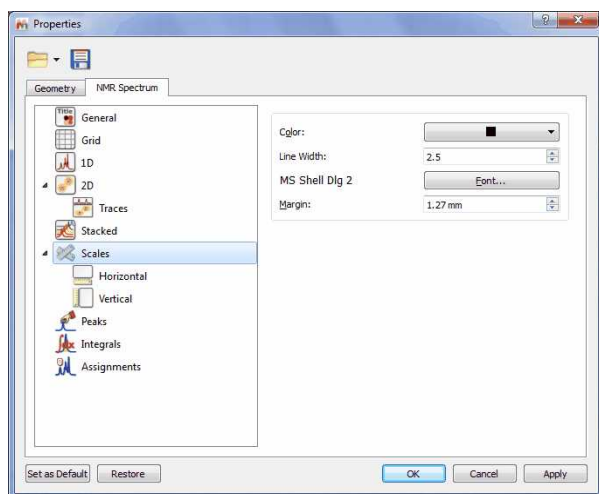 Properties
Geometry NMR Spectrum
Title
General
Grid
1D
2D
Traces
Stacked
Scales
Horizontal
Vertical
Peaks
Integrals
Assignments
Color:
Line Width: 2.5
MS Shell Dlg 2 Font...
Margin: 1.27 mm
Set as Default Restore OK Cancel Apply